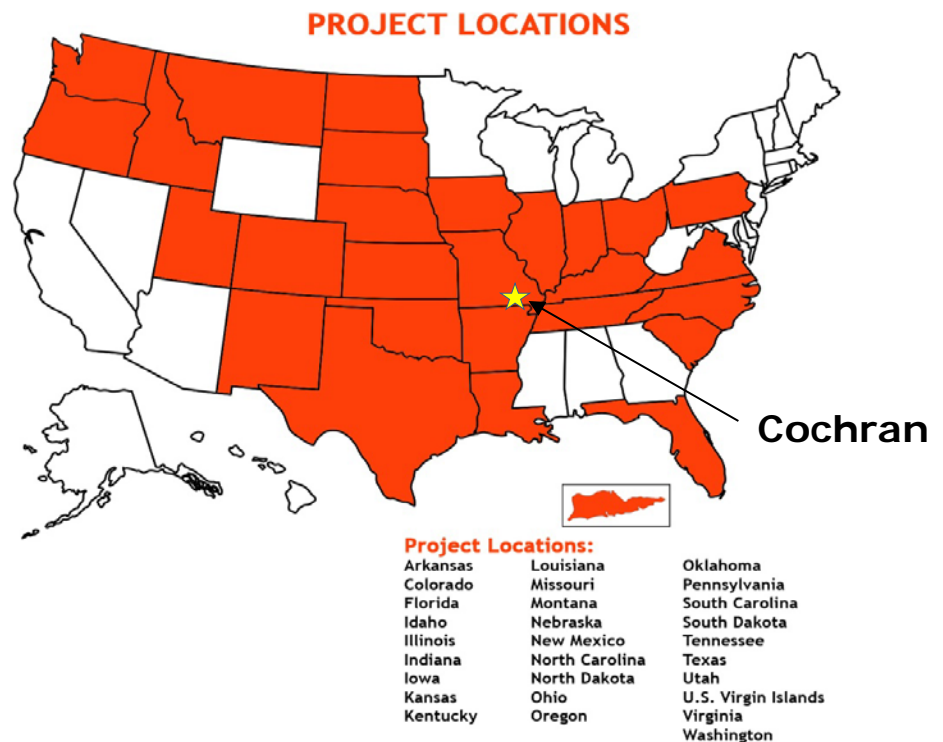 PROJECT LOCATIONS
Cochran
Project Locations:
Arkansas
Colorado
Florida
Idaho
Illinois
Indiana
Iowa
Kansas
Kentucky
Louisiana
Missouri
Montana
Nebraska
New Mexico
North Carolina
North Dakota
Ohio
Oregon
Oklahoma
Pennsylvania
South Carolina
South Dakota
Tennessee
Texas
Utah
U.S. Virgin Islands
Virginia
Washington